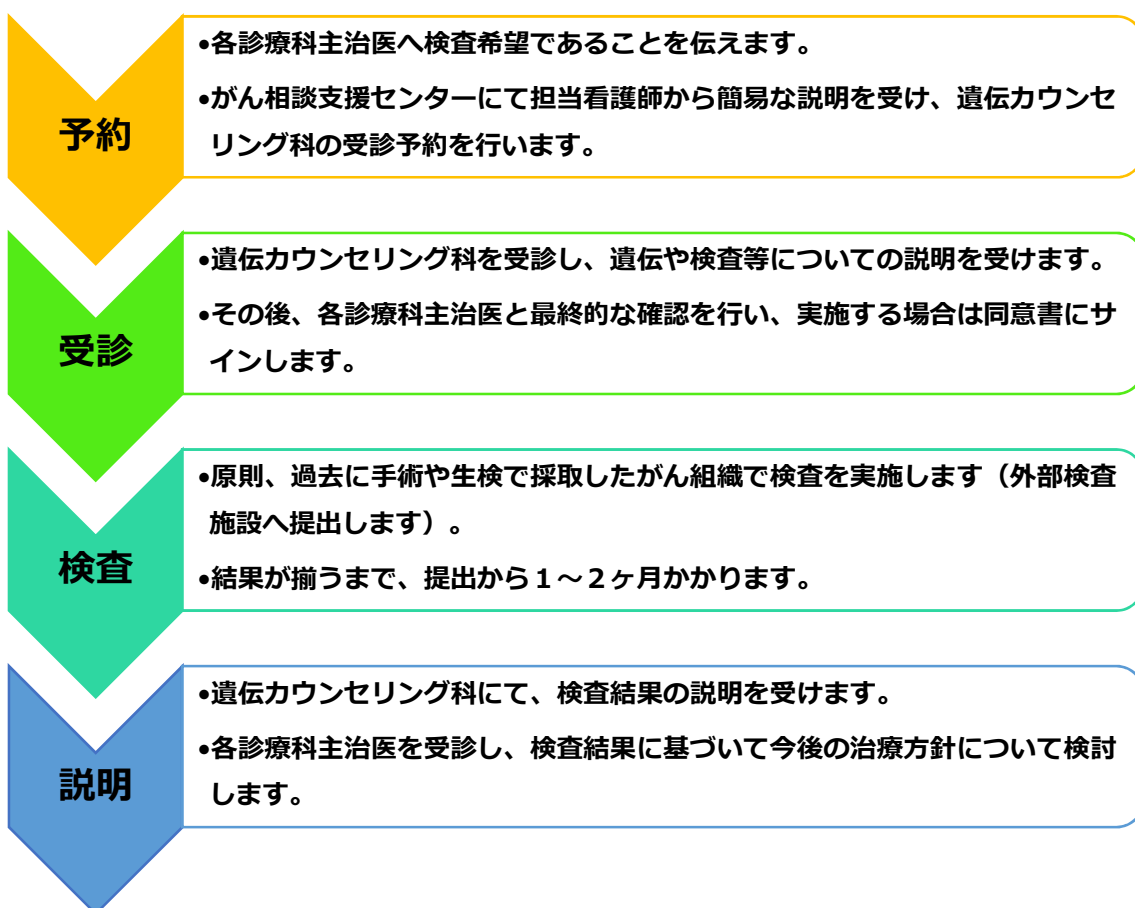 予約
•各診療科主治医へ検査希望であることを伝えます。
•がん相談支援センターにて担当看護師から簡易な説明を受け、遺伝カウンセ
リング科の受診予約を行います。
受診
•遺伝カウンセリング科を受診し、遺伝や検査等についての説明を受けます。
•その後、各診療科主治医と最終的な確認を行い、実施する場合は同意書にサ
インします。
検査
•原則、過去に手術や生検で採取したがん組織で検査を実施します（外部検査
施設へ提出します）。
•結果が揃うまで、提出から１～２ヶ月かかります。
説明
•遺伝カウンセリング科にて、検査結果の説明を受けます。
•各診療科主治医を受診し、検査結果に基づいて今後の治療方針について検討
します。